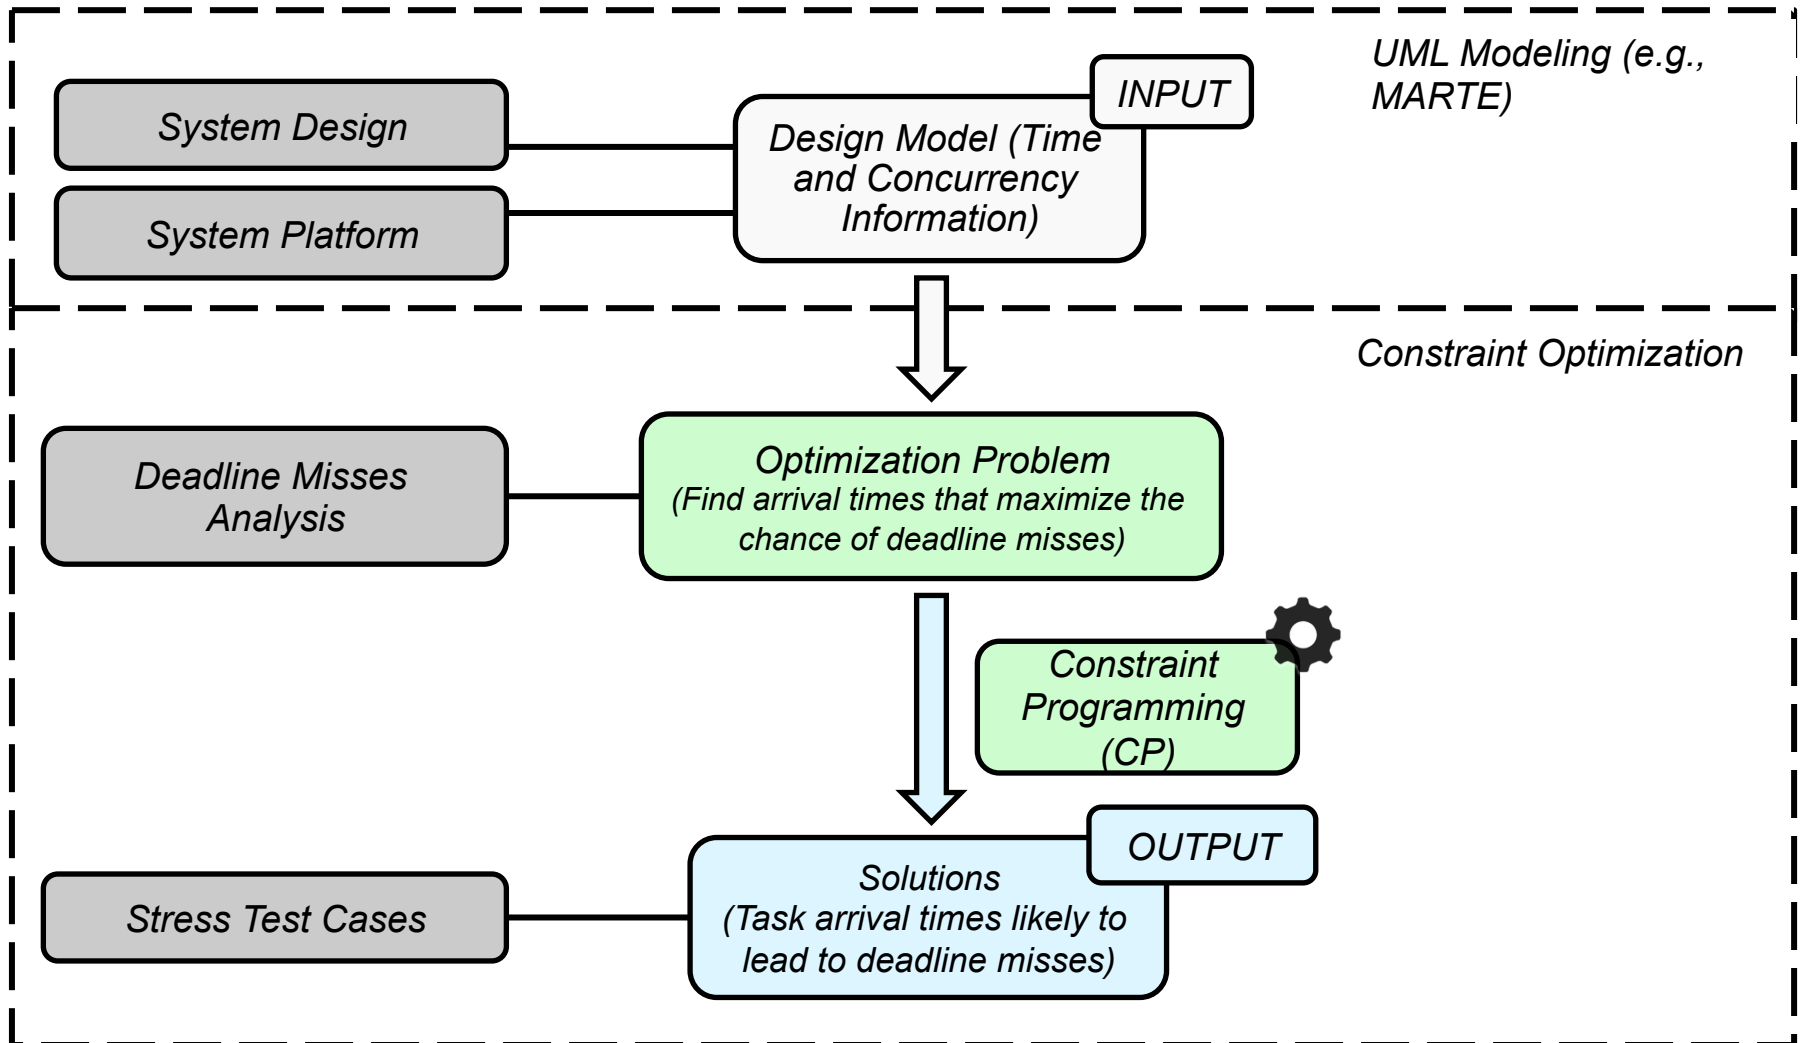 UML Modeling (e.g.,
MARTE)
System Design
System Platform
INPUT
Design Model (Time
and Concurrency
Information)
Constraint Optimization
Deadline Misses
Analysis
Optimization Problem
(Find arrival times that maximize the
chance of deadline misses)
Constraint
Programming
(CP)
OUTPUT
Solutions
(Task arrival times likely to
lead to deadline misses)
Stress Test Cases